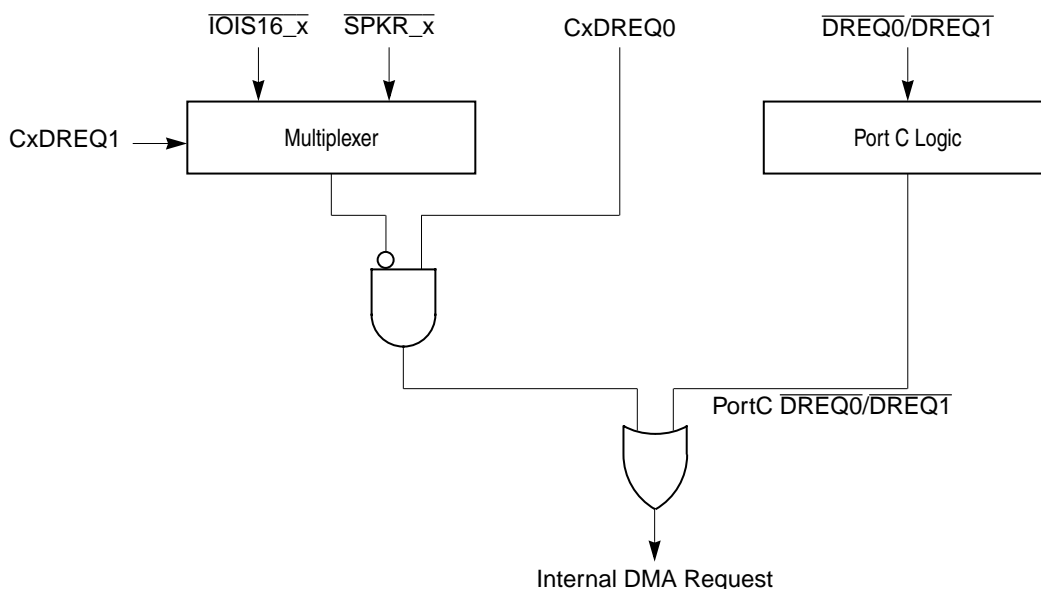 IOIS16_x SPKR_x CxDREQ0 DREQ0/DREQ1
CxDREQ1 Multiplexer Port C Logic
PortC DREQ0/DREQ1
Internal DMA Request